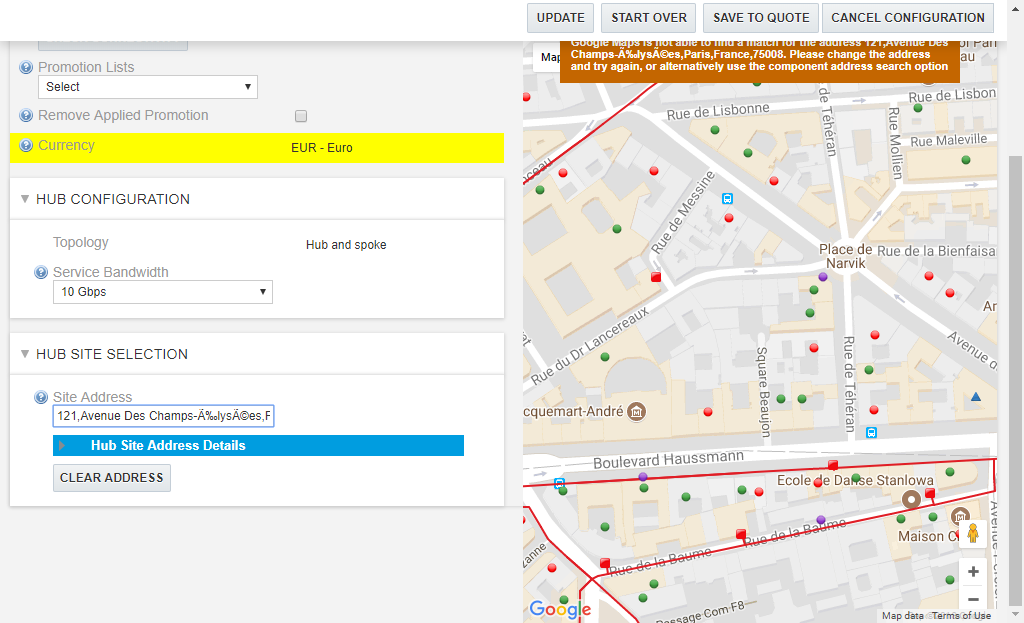 UPDATE
START OVER
SAVE TO QUOTE
CANCEL CONFIGURATION
Promotion Lists
Select
Remove Applied Promotion
Currency
EUR - Euro
HUB CONFIGURATION
Topology
Hub and spoke
Service Bandwidth
10 Gbps
HUB SITE SELECTION
Site Address
121,Avenue Des Champs-Ã‰lysÃ©es,F
Hub Site Address Details
CLEAR ADDRESS
Map
Google Maps is not able to find a match for the address 121,Avenue Des
Champs-Ã‰lysÃ©es,Paris,France,75008. Please change the address
and try again, or alternatively use the component address search option
Rue de Lisbonne
de Téhéran
Rue de Lisbon
Rue Mollien
Rue Maleville
Rue de Messine
Place de
Narvik
Rue de la Bienfaisa
Rue du Dr Lancereaux
Square Beaujon
Rue de Téhéran
Avenue d
cquemart-André
Boulevard Haussmann
Ecole de Danse Stanlowa
Rue de la Baume
Rue de la Baume
Maison C
Passage Com F8
Google
Map data
Terms of Use